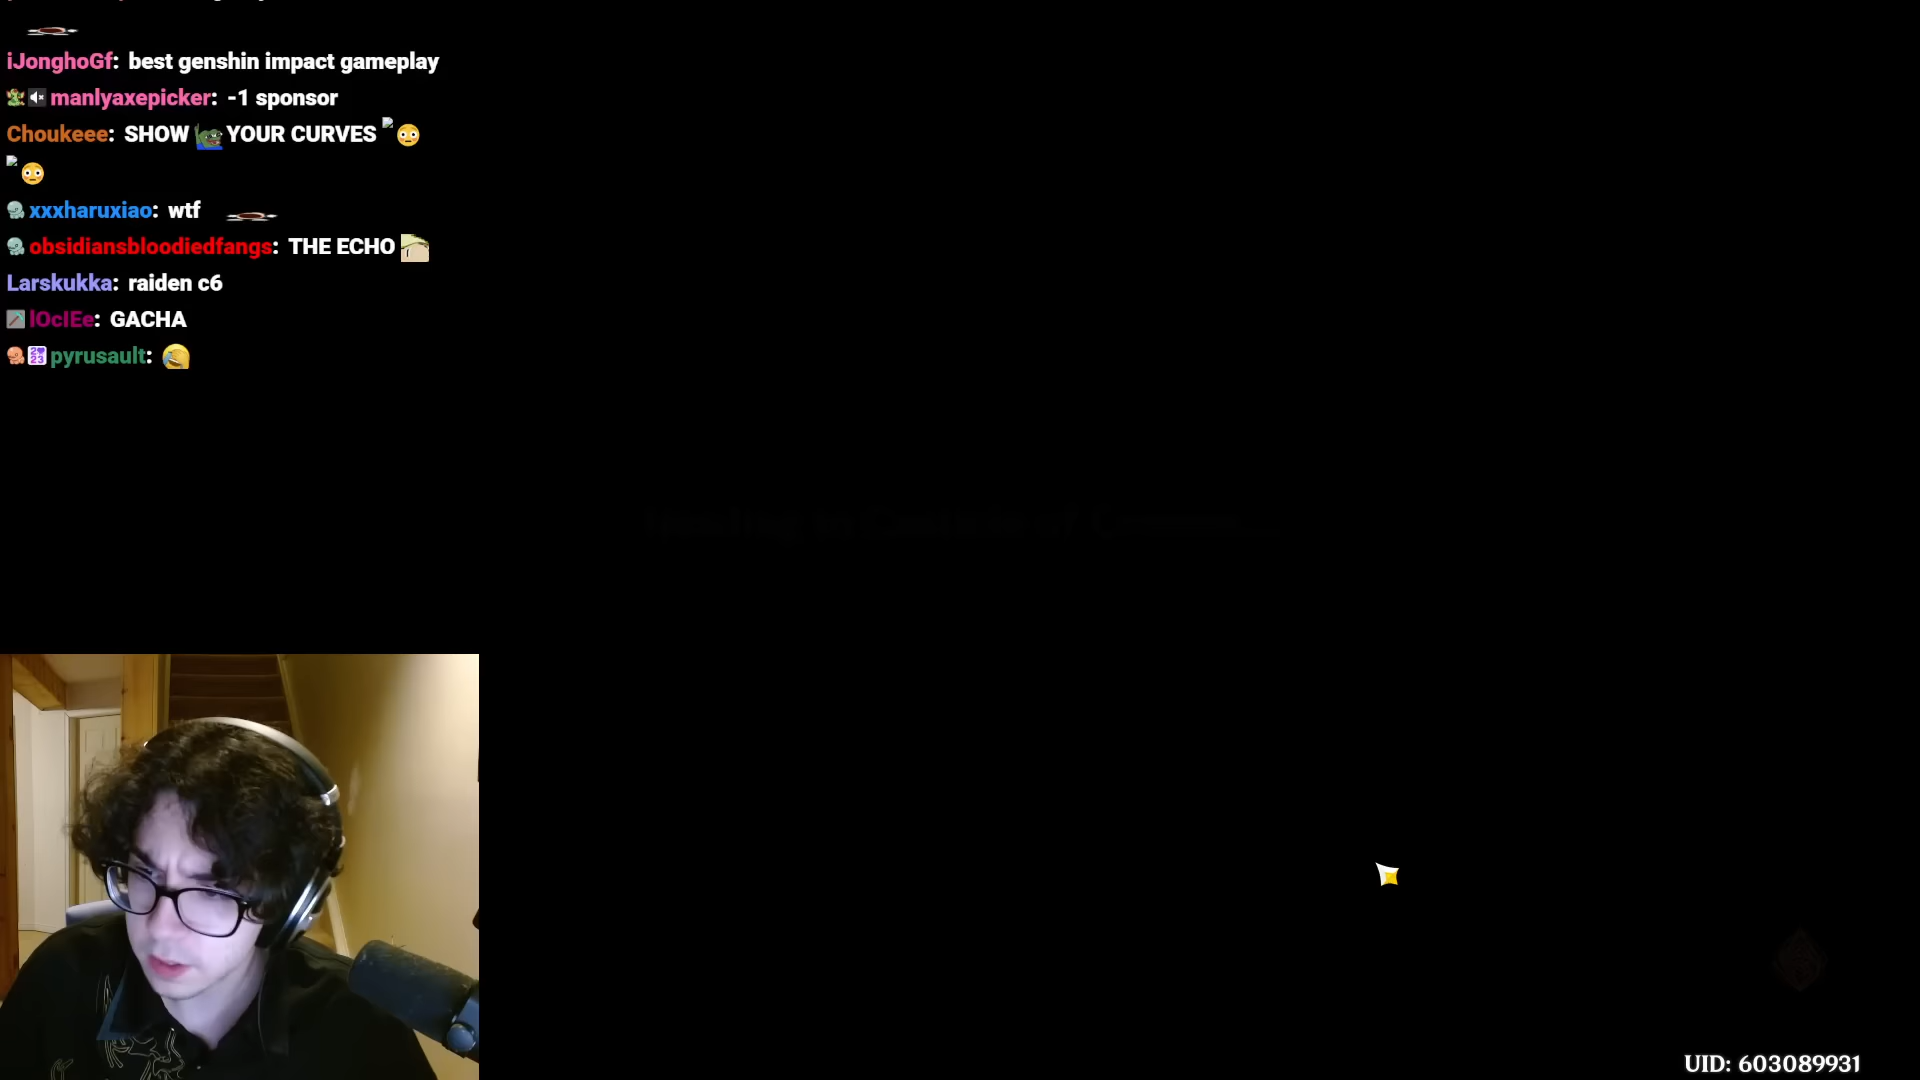 iJonghoGf: best genshin impact gameplay
manlyaxepicker: -1 sponsor
Choukeee: SHOW YOUR CURVES
xxxharuxiao: wtf
obsidiansbloodiedfangs: THE ECHO
Larskukka: raiden c6
lOcIEe: GACHA
pyrusault:
UID: 603089931